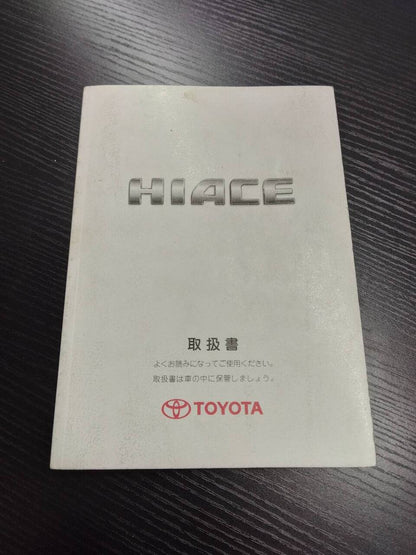 HIACE
取扱書
よくお読みになってご使用ください。
取扱書は車の中に保管しましょう。
TOYOTA